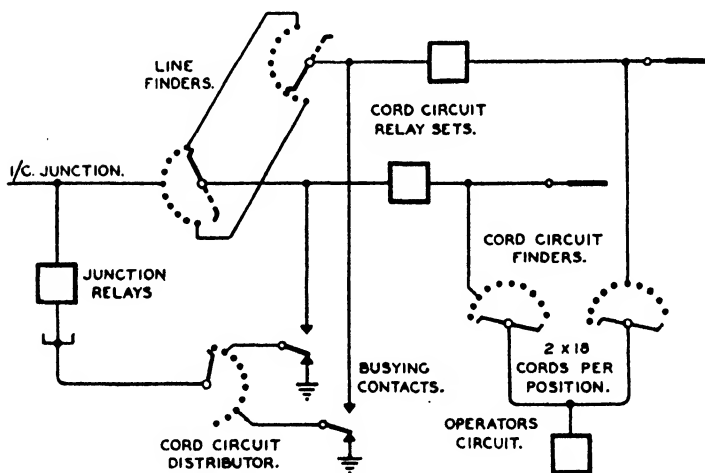 LINE
FINDERS.
CORD CIRCUIT
RELAY SETS.
I/C. JUNCTION.
CORD CIRCUIT
FINDERS.
JUNCTION
RELAYS
2 x 18
CORDS PER
POSITION.
BUSYING
CONTACTS.
OPERATORS
CIRCUIT.
CORD CIRCUIT
DISTRIBUTOR.